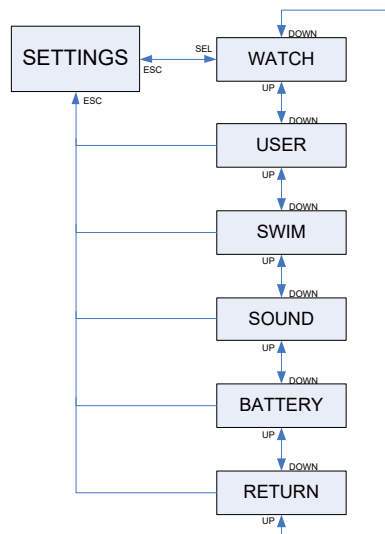 DOWN
SETTINGS
SEL
WATCH
ESC
UP
ESC
DOWN
USER
UP
DOWN
SWIM
UP
DOWN
SOUND
UP
DOWN
BATTERY
UP
DOWN
RETURN
UP